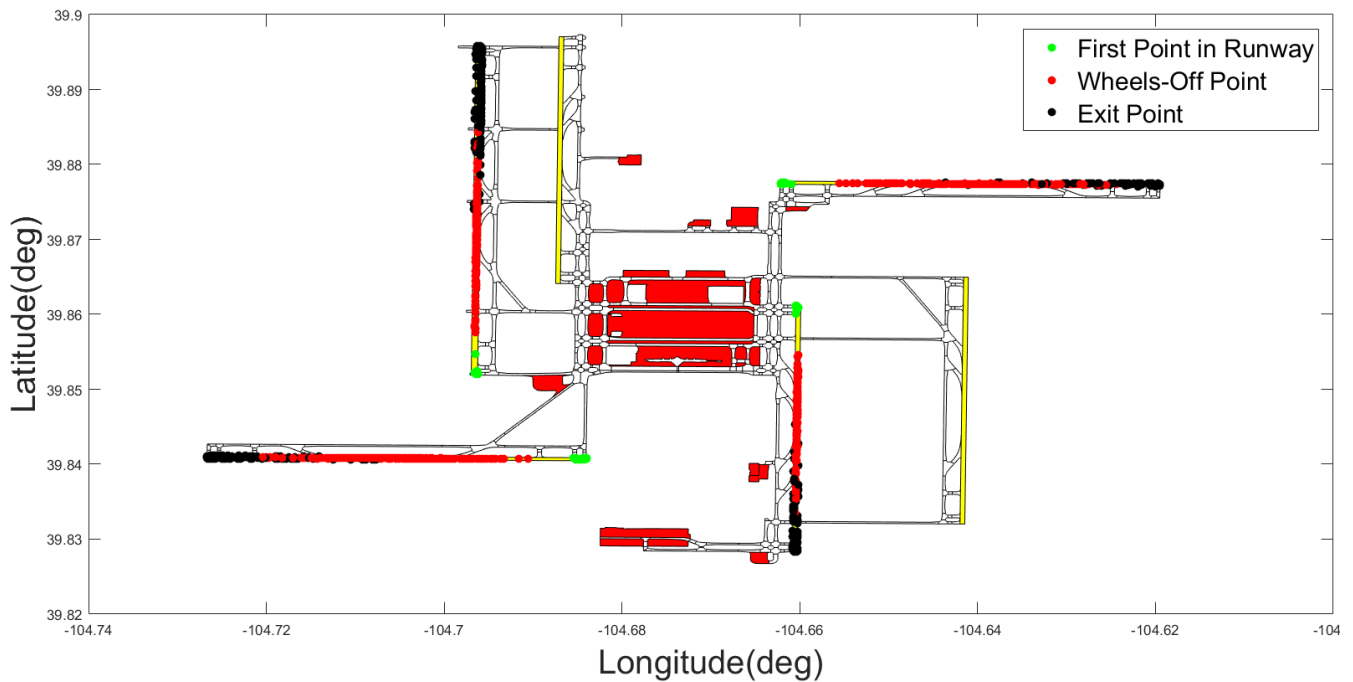 39.9
39.89
39.88
39.87
39.86
39.85
39.84
39.83
39.82
Latitude(deg)
First Point in Runway
Wheels-Off Point
Exit Point
-104.74 -104.72 -104.7 -104.68 -104.66 -104.64 -104.62 -104
Longitude(deg)